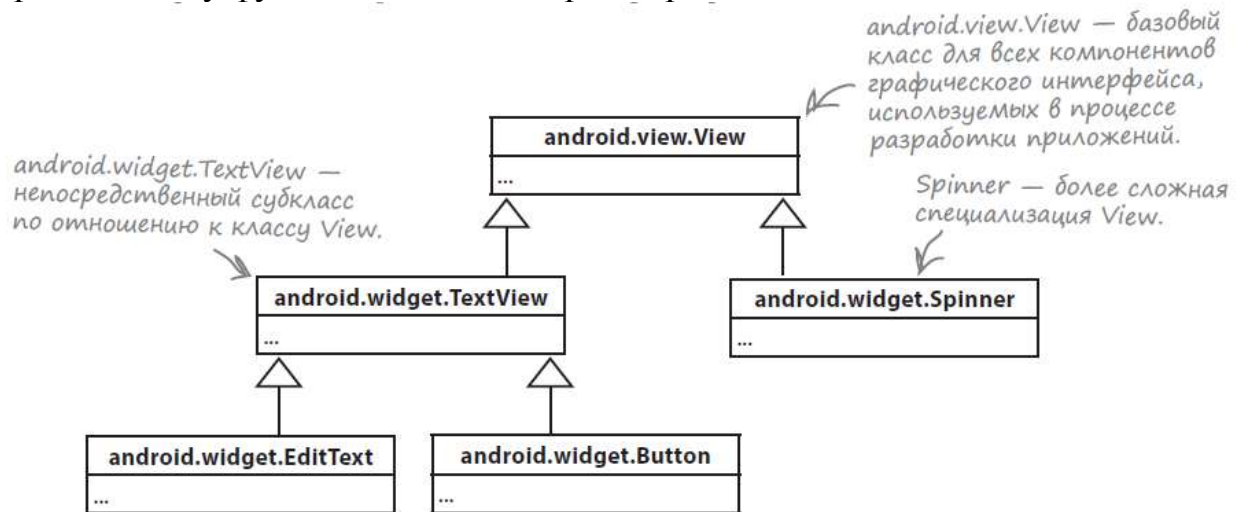 android.view.View — базовый
класс для всех компонентов
графического интерфейса,
используемых в процессе
разработки приложений.
android.view.View
...
android.widget.TextView —
непосредственный субкласс
по отношению к классу View.
Spinner — более сложная
специализация View.
android.widget.TextView
...
android.widget.Spinner
...
android.widget.EditText
...
android.widget.Button
...